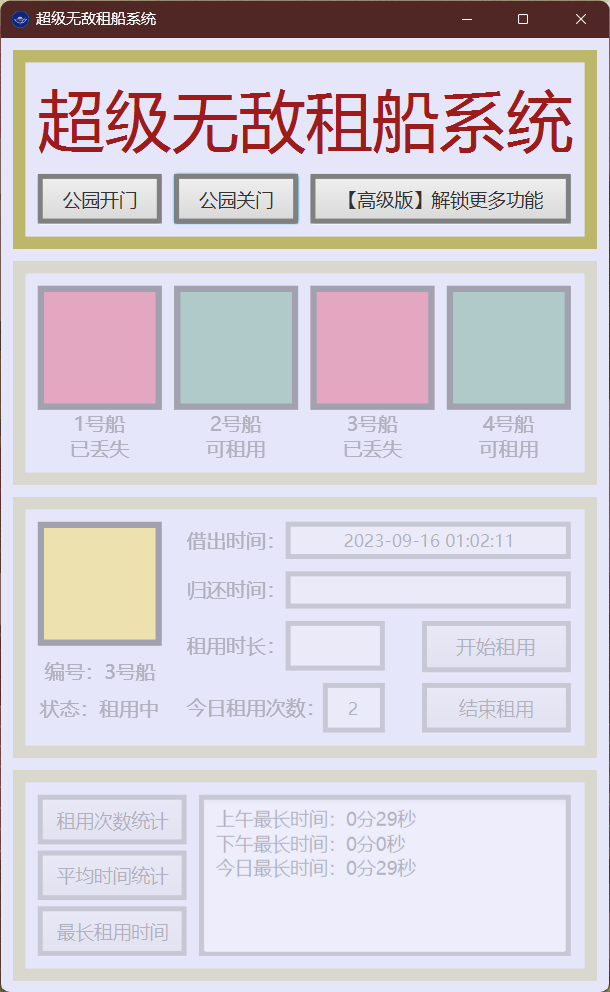 超级无敌租船系统
超级无敌租船系统
公园开门 公园关门 【高级版】解锁更多功能
1号船 2号船 3号船 4号船
已丢失 可租用 已丢失 可租用
借出时间： 2023-09-16 01:02:11
归还时间：
租用时长： 开始租用
编号：3号船
状态：租用中 今日租用次数： 2 结束租用
租用次数统计
平均时间统计
最长租用时间
上午最长时间：0分29秒
下午最长时间：0分0秒
今日最长时间：0分29秒